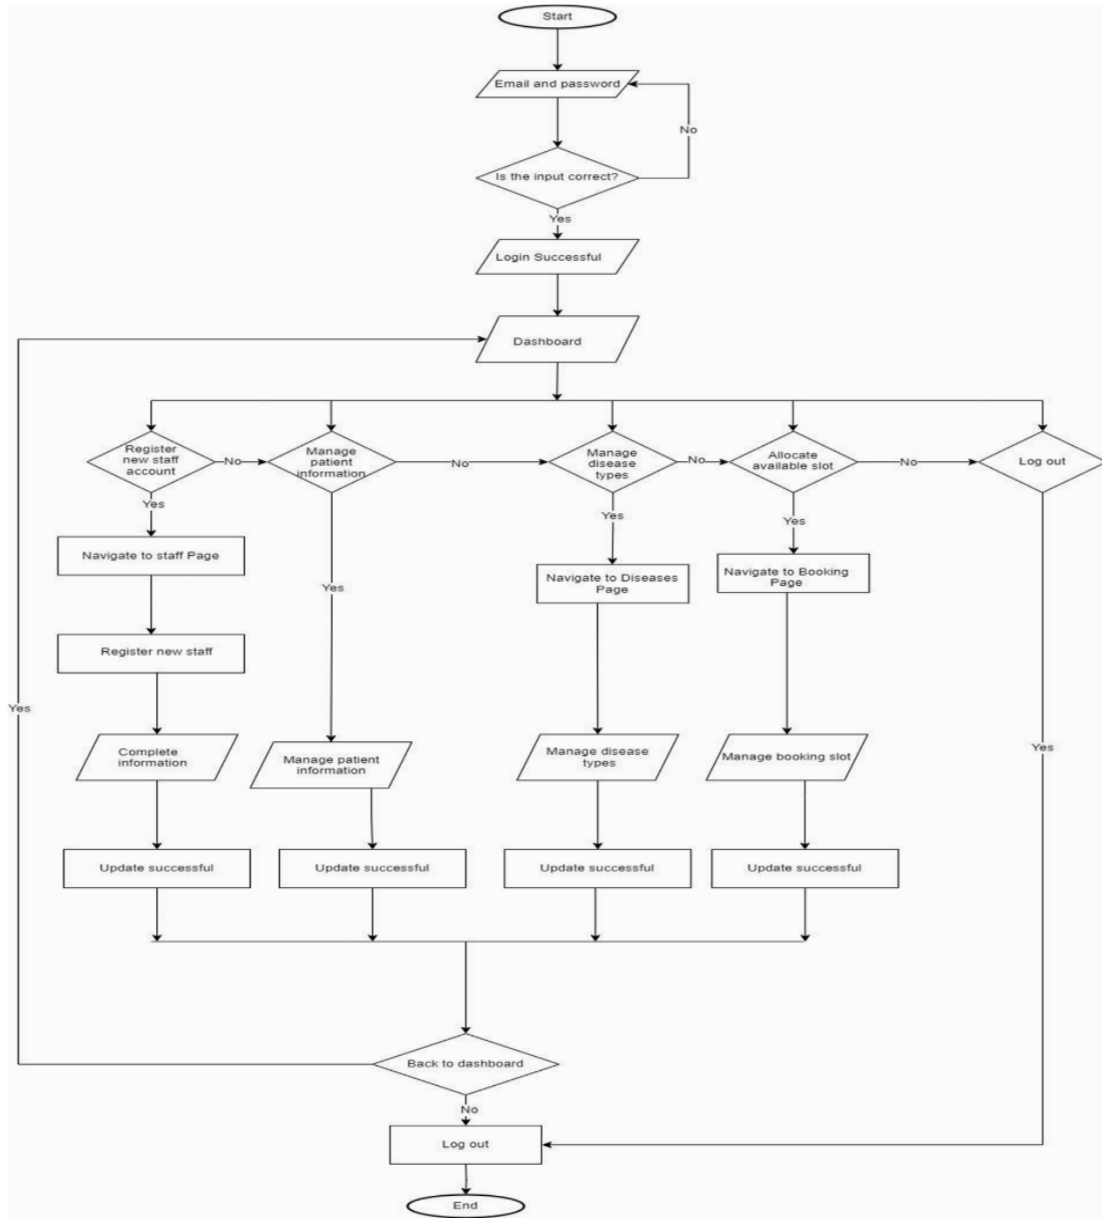 Start
Email and password
No
Is the input correct?
Yes
Login Successful
Dashboard
Register
new staff
account
No
Manage
patient
information
No
Manage
disease
types
No
Allocate
available slot
No
Log out
Yes
Navigate to staff Page
Register new staff
Complete
information
Update successful
Yes
Manage patient
information
Update successful
Yes
Navigate to Diseases
Page
Manage disease
types
Update successful
Yes
Navigate to Booking
Page
Manage booking slot
Update successful
Yes
Yes
Back to dashboard
No
Log out
End